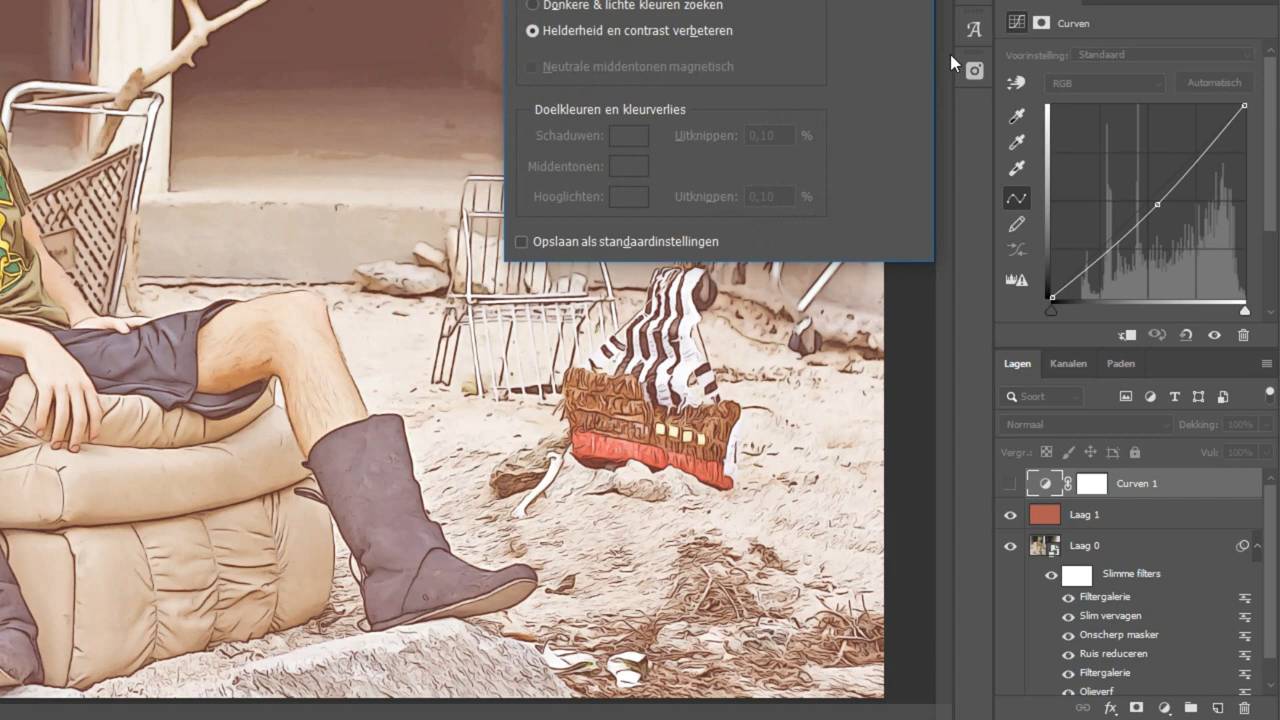 Donkere & lichte kleuren zoeken
Helderheid en contrast verbeteren
Neutrale middentonen magnetisch
Doelkleuren en kleurverlies
Schaduwen: Uitknippen: 0,10 %
Middentonen:
Hooglichten: Uitknippen: 0,10 %
Opslaan als standaardinstellingen
A
Curven
Voorinstelling: Standaard
RGB Automatisch
Lagen Kanalen Paden
Soort
Normaal Dekking: 100%
Vergr.: Vul: 100%
Curven 1
Laag 1
Laag 0
Slimme filters
Filtergalerie
Slim vervagen
Onscherp masker
Ruis reduceren
Filtergalerie
Olieverf
fx